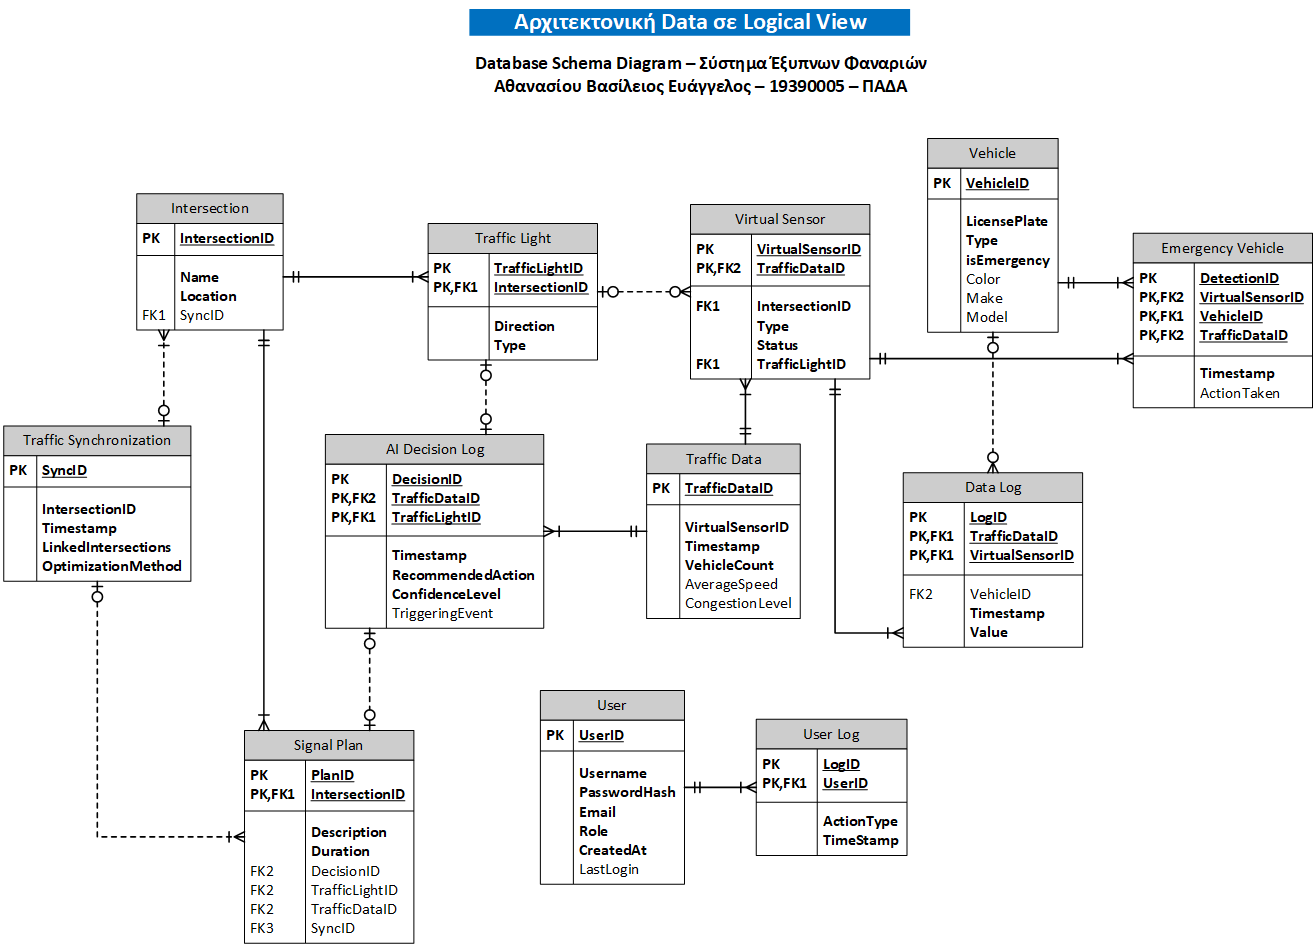 Αρχιτεκτονική Data σε Logical View
Database Schema Diagram – Σύστημα Έξυπνων Φαναριών
Αθανασίου Βασίλειος Ευάγγελος – 19390005 – ΠΑΔΑ
Vehicle
PK VehicleID
LicensePlate
Type
isEmergency
Color
Make
Model
Intersection
PK IntersectionID
Name
Location
FK1 SyncID
Traffic Light
PK TrafficLightID
PK,FK1 IntersectionID
Direction
Type
Virtual Sensor
PK VirtualSensorID
PK,FK2 TrafficDataID
FK1 IntersectionID
Type
Status
FK1 TrafficLightID
Emergency Vehicle
PK DetectionID
PK,FK2 VirtualSensorID
PK,FK1 VehicleID
PK,FK2 TrafficDataID
Timestamp
ActionTaken
Traffic Synchronization
PK SyncID
IntersectionID
Timestamp
LinkedIntersections
OptimizationMethod
AI Decision Log
PK DecisionID
PK,FK2 TrafficDataID
PK,FK1 TrafficLightID
Timestamp
RecommendedAction
ConfidenceLevel
TriggeringEvent
Traffic Data
PK TrafficDataID
VirtualSensorID
Timestamp
VehicleCount
AverageSpeed
CongestionLevel
Data Log
PK LogID
PK,FK1 TrafficDataID
PK,FK1 VirtualSensorID
FK2 VehicleID
Timestamp
Value
Signal Plan
PK PlanID
PK,FK1 IntersectionID
Description
Duration
FK2 DecisionID
FK2 TrafficLightID
FK2 TrafficDataID
FK3 SyncID
User
PK UserID
Username
PasswordHash
Email
Role
CreatedAt
LastLogin
User Log
PK LogID
PK,FK1 UserID
ActionType
TimeStamp